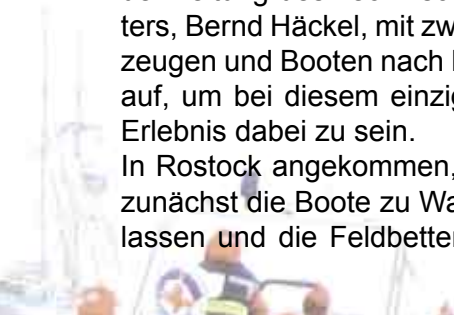 ters, Bernd Häckel, mit zw
zeugen und Booten nach
auf, um bei diesem einzig
Erlebnis dabei zu sein.
In Rostock angekommen,
zunächst die Boote zu Wa
lassen und die